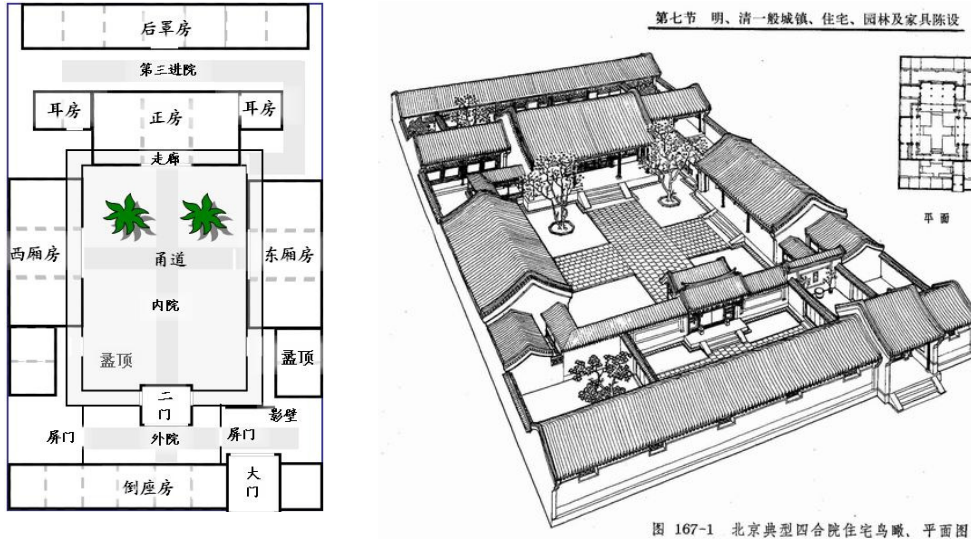 后罩房
第三进院
耳房
正房
耳房
走廊
西厢房
东厢房
甬道
内院
盝顶
盝顶
二
门
影壁
屏门
外院
屏门
倒座房
大
门
第七节 明、清一般城镇、住宅、园林及家具陈设
平面
图 167-1 北京典型四合院住宅鸟瞰、平面图